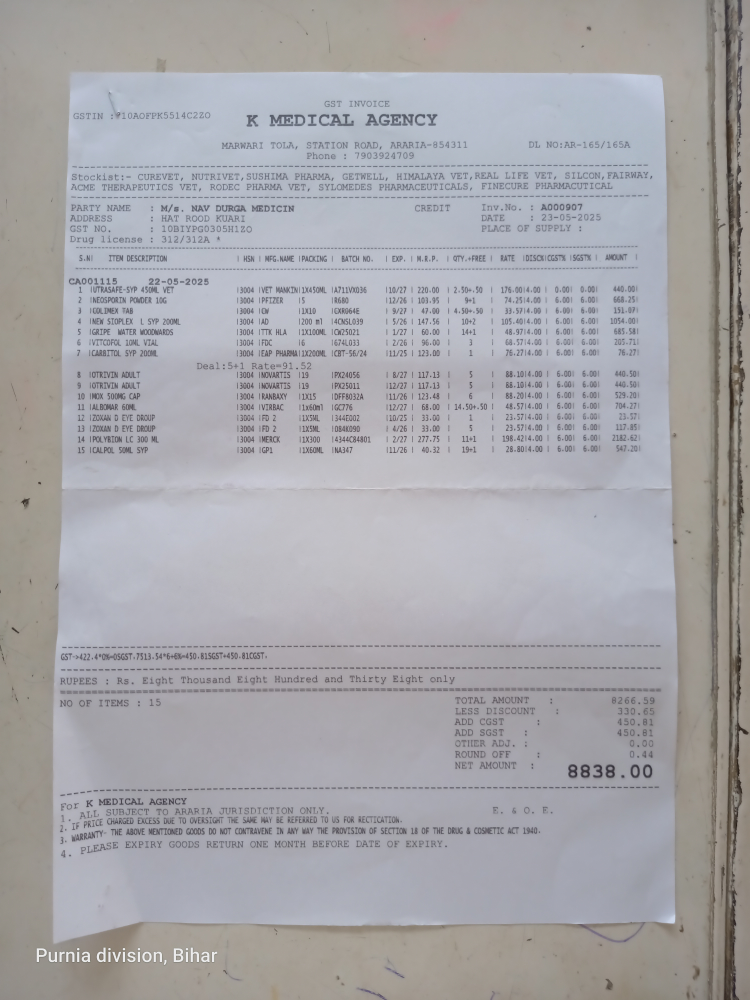 GST INVOICE
GSTIN :10AOFPK5514C2ZO
K MEDICAL AGENCY
MARWARI TOLA, STATION ROAD, ARARIA-854311 DL NO:AR-165/165A
Phone : 7903924709
Stockist:- CUREVET, NUTRIVET,SUSHIMA PHARMA, GETWELL, HIMALAYA VET,REAL LIFE VET, SILCON,FAIRWAY,
ACME THERAPEUTICS VET, RODEC PHARMA VET, SYLOMEDES PHARMACEUTICALS, FINECURE PHARMACUTICAL
PARTY NAME : M/s. NAV DURGA MEDICIN CREDIT Inv.No. : A000907
ADDRESS : HAT ROOD KUARI DATE : 23-05-2025
GST NO. : 10BIYPG0305H1ZO PLACE OF SUPPLY :
Drug license : 312/312A *
S.N| ITEM DESCRIPTION | HSN | MFG.NAME |PACKING | BATCH NO. | EXP. | M.R.P. | QTY.+FREE | RATE |DISC%|CGST% |SGST% | AMOUNT |
CA001115 22-05-2025
1 |UTRASAFE-SYP 450ML VET |3004 |VET MANKIN|1X450ML |A711VX036 |10/27 | 220.00 | 2.50+.50 | 176.00|4.00 | 0.00| 0.00| 440.00|
2 |NEOSPORIN POWDER 10G |3004 |PFIZER |5 |R680 |12/26 | 103.95 | 9+1 | 74.25|4.00 | 6.00| 6.00| 668.25|
3 |COLIMEX TAB |3004 |CW |1X10 |GXR064E | 9/27 | 47.00 | 4.50+.50 | 33.57|4.00 | 6.00| 6.00| 151.07|
4 |NEW SIOPLEX L SYP 200ML |3004 |AD |200 ml |4CNSL039 | 5/26 | 147.56 | 10+2 | 105.40|4.00 | 6.00| 6.00| 1054.00|
5 |GRIPE WATER WOODWARDS |3004 |TTK HLA |1X100ML |CW25021 | 1/27 | 60.00 | 14+1 | 48.97|4.00 | 6.00| 6.00| 685.58|
6 |VITCOFOL 10ML VIAL |3004 |FDC |6 |674L033 | 2/26 | 96.00 | 3 | 68.57|4.00 | 6.00| 6.00| 205.71|
7 |CARBITOL SYP 200ML |3004 |EAP PHARMA|1X200ML |CBT-56/24 |11/25 | 123.00 | 1 | 76.27|4.00 | 6.00| 6.00| 76.27|
Deal:5+1 Rate=91.52
8 |OTRIVIN ADULT |3004 |NOVARTIS |19 |PX24056 | 8/27 | 117.13 | 5 | 88.10|4.00 | 6.00| 6.00| 440.50|
9 |OTRIVIN ADULT |3004 |NOVARTIS |19 |PX25011 |12/27 | 117.13 | 5 | 88.10|4.00 | 6.00| 6.00| 440.50|
10 |MOX 500MG CAP |3004 |RANBAXY |1X15 |DFF8032A |11/26 | 123.48 | 6 | 88.20|4.00 | 6.00| 6.00| 529.20|
11 |ALBOMAR 60ML |3004 |VIRBAC |1x60ml |GC776 |12/27 | 68.00 | 14.50+.50 | 48.57|4.00 | 6.00| 6.00| 704.27|
12 |ZOXAN D EYE DROUP |3004 |FD 2 |1X5ML |344E002 |10/25 | 33.00 | 1 | 23.57|4.00 | 6.00| 6.00| 23.57|
13 |ZOXAN D EYE DROUP |3004 |FD 2 |1X5ML |084K090 | 4/26 | 33.00 | 5 | 23.57|4.00 | 6.00| 6.00| 117.85|
14 |POLYBION LC 300 ML |3004 |MERCK |1X300 |4344C84801 | 2/27 | 277.75 | 11+1 | 198.42|4.00 | 6.00| 6.00| 2182.62|
15 |CALPOL 50ML SYP |3004 |GP1 |1X60ML |NA347 |11/26 | 40.32 | 19+1 | 28.80|4.00 | 6.00| 6.00| 547.20|
GST->422.4*0%=0SGST,7513.54*6+6%=450.81SGST+450.81CGST,
RUPEES : Rs. Eight Thousand Eight Hundred and Thirty Eight only
NO OF ITEMS : 15 TOTAL AMOUNT : 8266.59
LESS DISCOUNT : 330.65
ADD CGST : 450.81
ADD SGST : 450.81
OTHER ADJ. : 0.00
ROUND OFF : 0.44
NET AMOUNT : 8838.00
For K MEDICAL AGENCY
1. ALL SUBJECT TO ARARIA JURISDICTION ONLY. E. & O. E.
2. IF PRICE CHARGED EXCESS DUE TO OVERSIGHT THE SAME MAY BE REFERRED TO US FOR RECTICATION.
3. WARRANTY- THE ABOVE MENTIONED GOODS DO NOT CONTRAVENE IN ANY WAY THE PROVISION OF SECTION 18 OF THE DRUG & COSMETIC ACT 1940.
4. PLEASE EXPIRY GOODS RETURN ONE MONTH BEFORE DATE OF EXPIRY.
Purnia division, Bihar